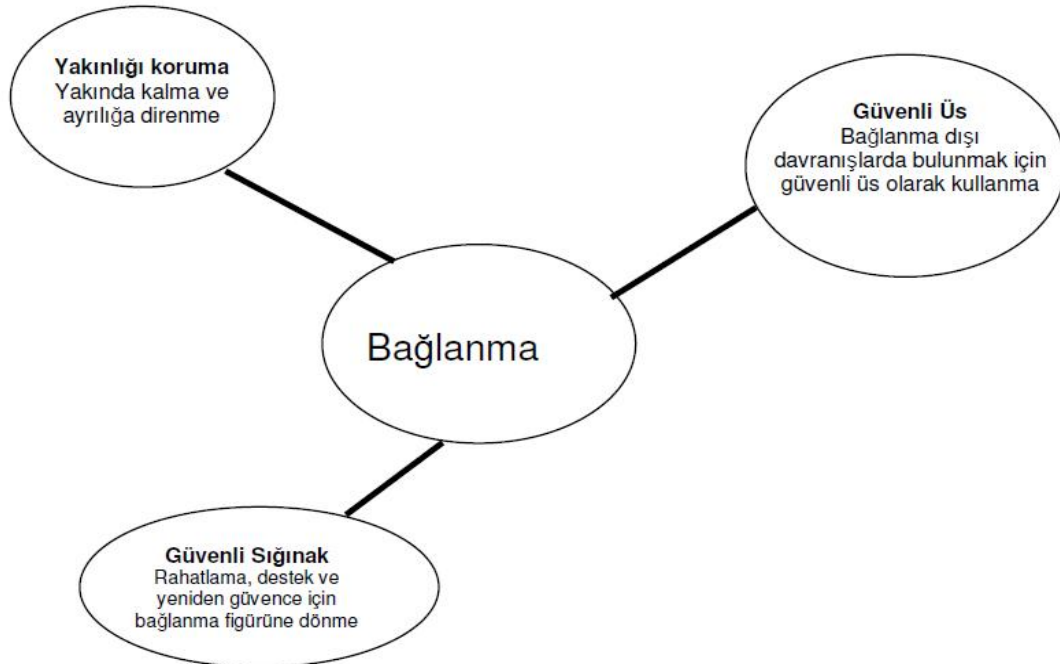 Yakınlığı koruma
Yakında kalma ve
ayrılığa direnme
Güvenli Üs
Bağlanma dışı
davranışlarda bulunmak için
güvenli üs olarak kullanma
Bağlanma
Güvenli Sığınak
Rahatlama, destek ve
yeniden güvence için
bağlanma figürüne dönme